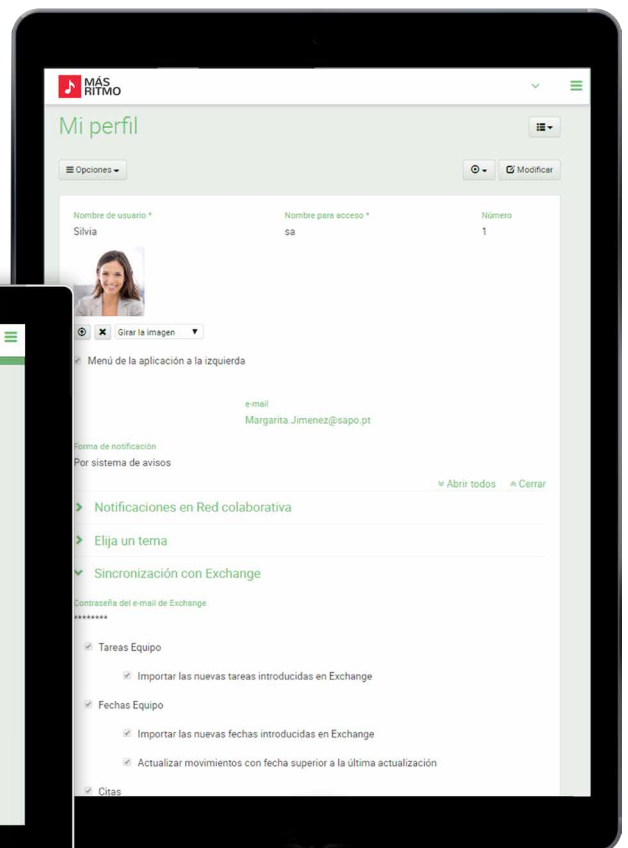 MÁS
RITMO
Mi perfil
Opciones
Modificar
Nombre de usuario * Nombre para acceso * Número
Silvia sa 1
Girar la imagen
Menú de la aplicación a la izquierda
e-mail
Margarita.Jimenez@sapo.pt
Forma de notificación
Por sistema de avisos
Abrir todos Cerrar
Notificaciones en Red colaborativa
Elija un tema
Sincronización con Exchange
Contraseña del e-mail de Exchange
********
Tareas Equipo
Importar las nuevas tareas introducidas en Exchange
Fechas Equipo
Importar las nuevas fechas introducidas en Exchange
Actualizar movimientos con fecha superior a la última actualización
Citas